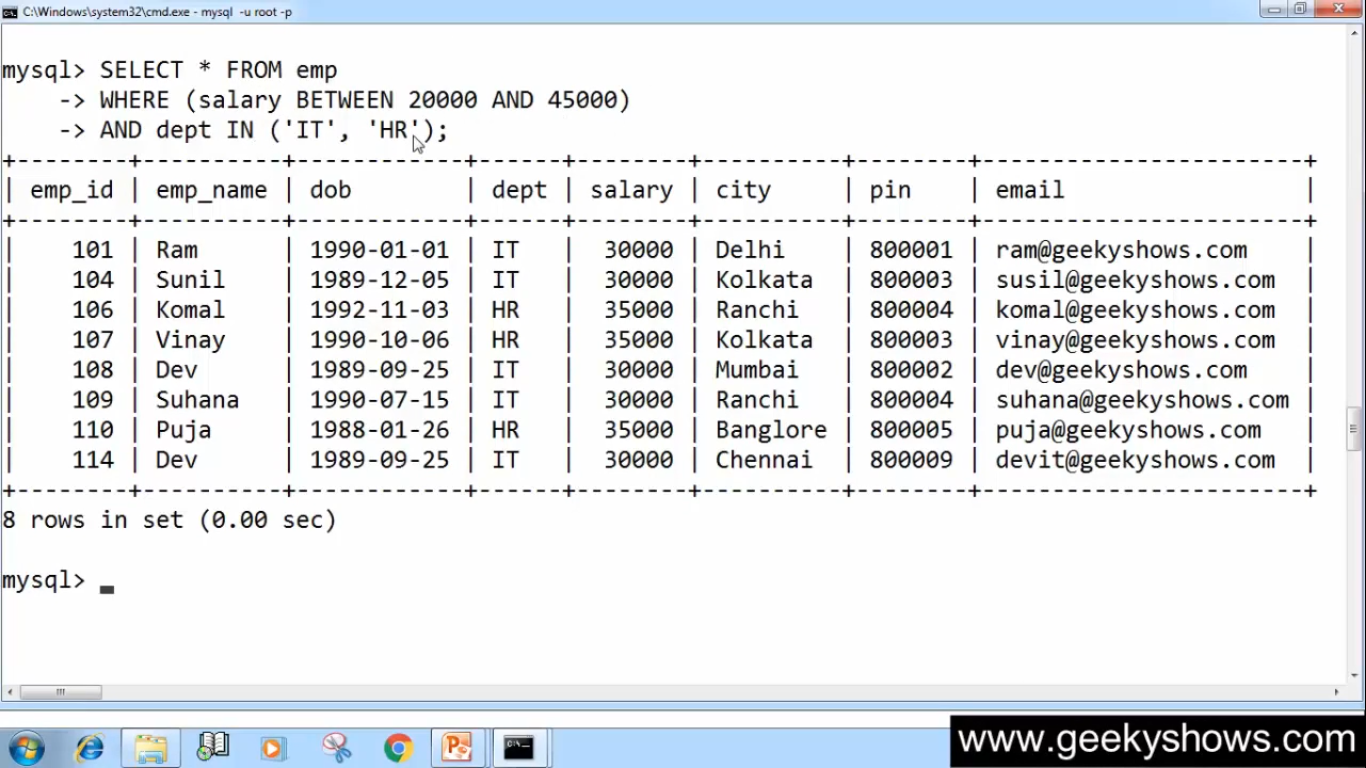 C:\Windows\system32\cmd.exe - mysql  -u root -p
mysql> SELECT * FROM emp
    -> WHERE (salary BETWEEN 20000 AND 45000)
    -> AND dept IN ('IT', 'HR');
+--------+----------+------------+------+--------+----------+--------+-----------------------+
| emp_id | emp_name | dob        | dept | salary | city     | pin    | email                 |
+--------+----------+------------+------+--------+----------+--------+-----------------------+
|    101 | Ram      | 1990-01-01 | IT   |  30000 | Delhi    | 800001 | ram@geekyshows.com    |
|    104 | Sunil    | 1989-12-05 | IT   |  30000 | Kolkata  | 800003 | susil@geekyshows.com  |
|    106 | Komal    | 1992-11-03 | HR   |  35000 | Ranchi   | 800004 | komal@geekyshows.com  |
|    107 | Vinay    | 1990-10-06 | HR   |  35000 | Kolkata  | 800003 | vinay@geekyshows.com  |
|    108 | Dev      | 1989-09-25 | IT   |  30000 | Mumbai   | 800002 | dev@geekyshows.com    |
|    109 | Suhana   | 1990-07-15 | IT   |  30000 | Ranchi   | 800004 | suhana@geekyshows.com |
|    110 | Puja     | 1988-01-26 | HR   |  35000 | Banglore | 800005 | puja@geekyshows.com   |
|    114 | Dev      | 1989-09-25 | IT   |  30000 | Chennai  | 800009 | devit@geekyshows.com  |
+--------+----------+------------+------+--------+----------+--------+-----------------------+
8 rows in set (0.00 sec)
mysql> _
www.geekyshows.com